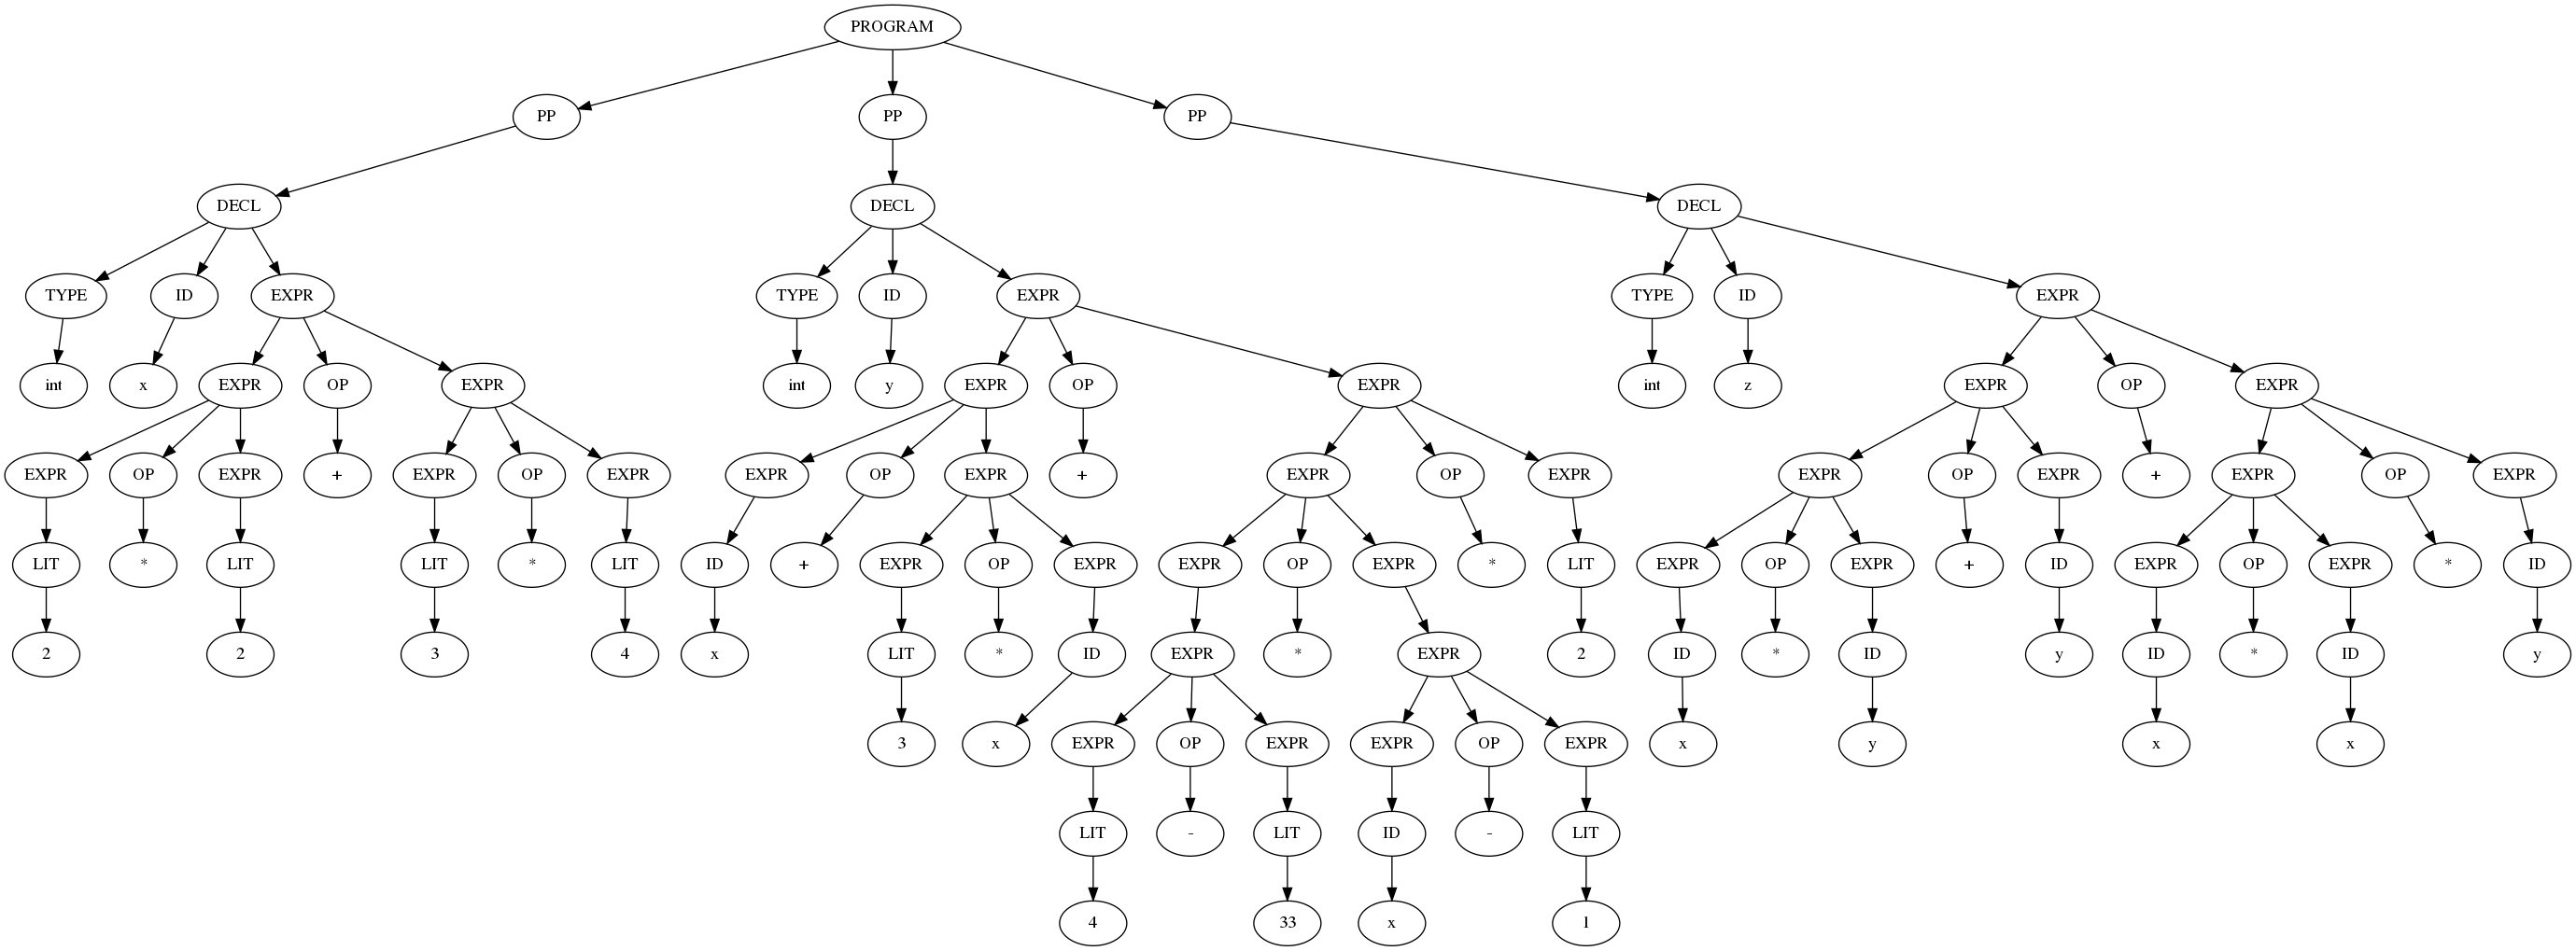 PROGRAM
PP PP PP
DECL DECL DECL
TYPE ID EXPR TYPE ID EXPR TYPE ID EXPR
int x EXPR OP EXPR int y EXPR OP EXPR int z EXPR OP EXPR
EXPR OP EXPR + EXPR OP EXPR EXPR OP EXPR + EXPR OP EXPR EXPR OP EXPR + EXPR OP EXPR
LIT * LIT LIT * LIT ID + EXPR OP EXPR EXPR OP EXPR * LIT EXPR OP EXPR + ID EXPR OP EXPR * ID
2 2 3 4 x LIT * ID EXPR * EXPR 2 ID * ID y ID * ID y
3 x EXPR OP EXPR EXPR OP EXPR x y x x
LIT - LIT ID - LIT
4 33 x 1